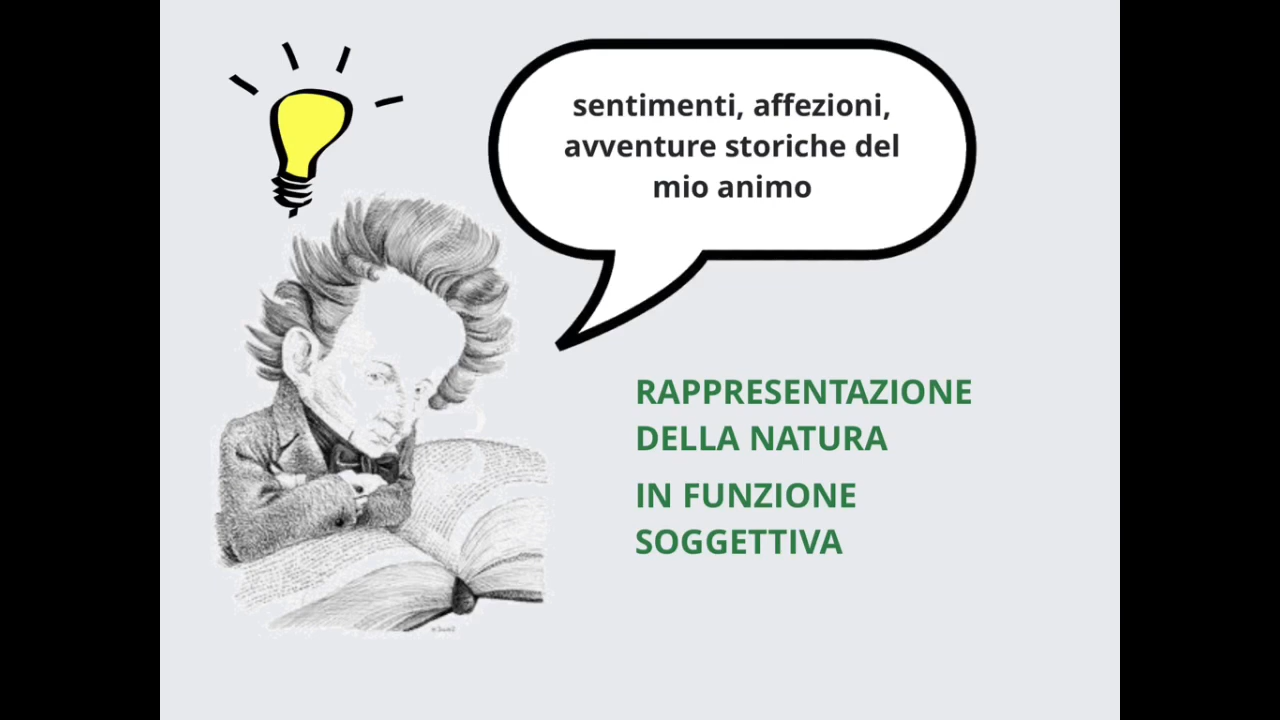 sentimenti, affezioni,
avventure storiche del
mio animo
RAPPRESENTAZIONE
DELLA NATURA
IN FUNZIONE
SOGGETTIVA